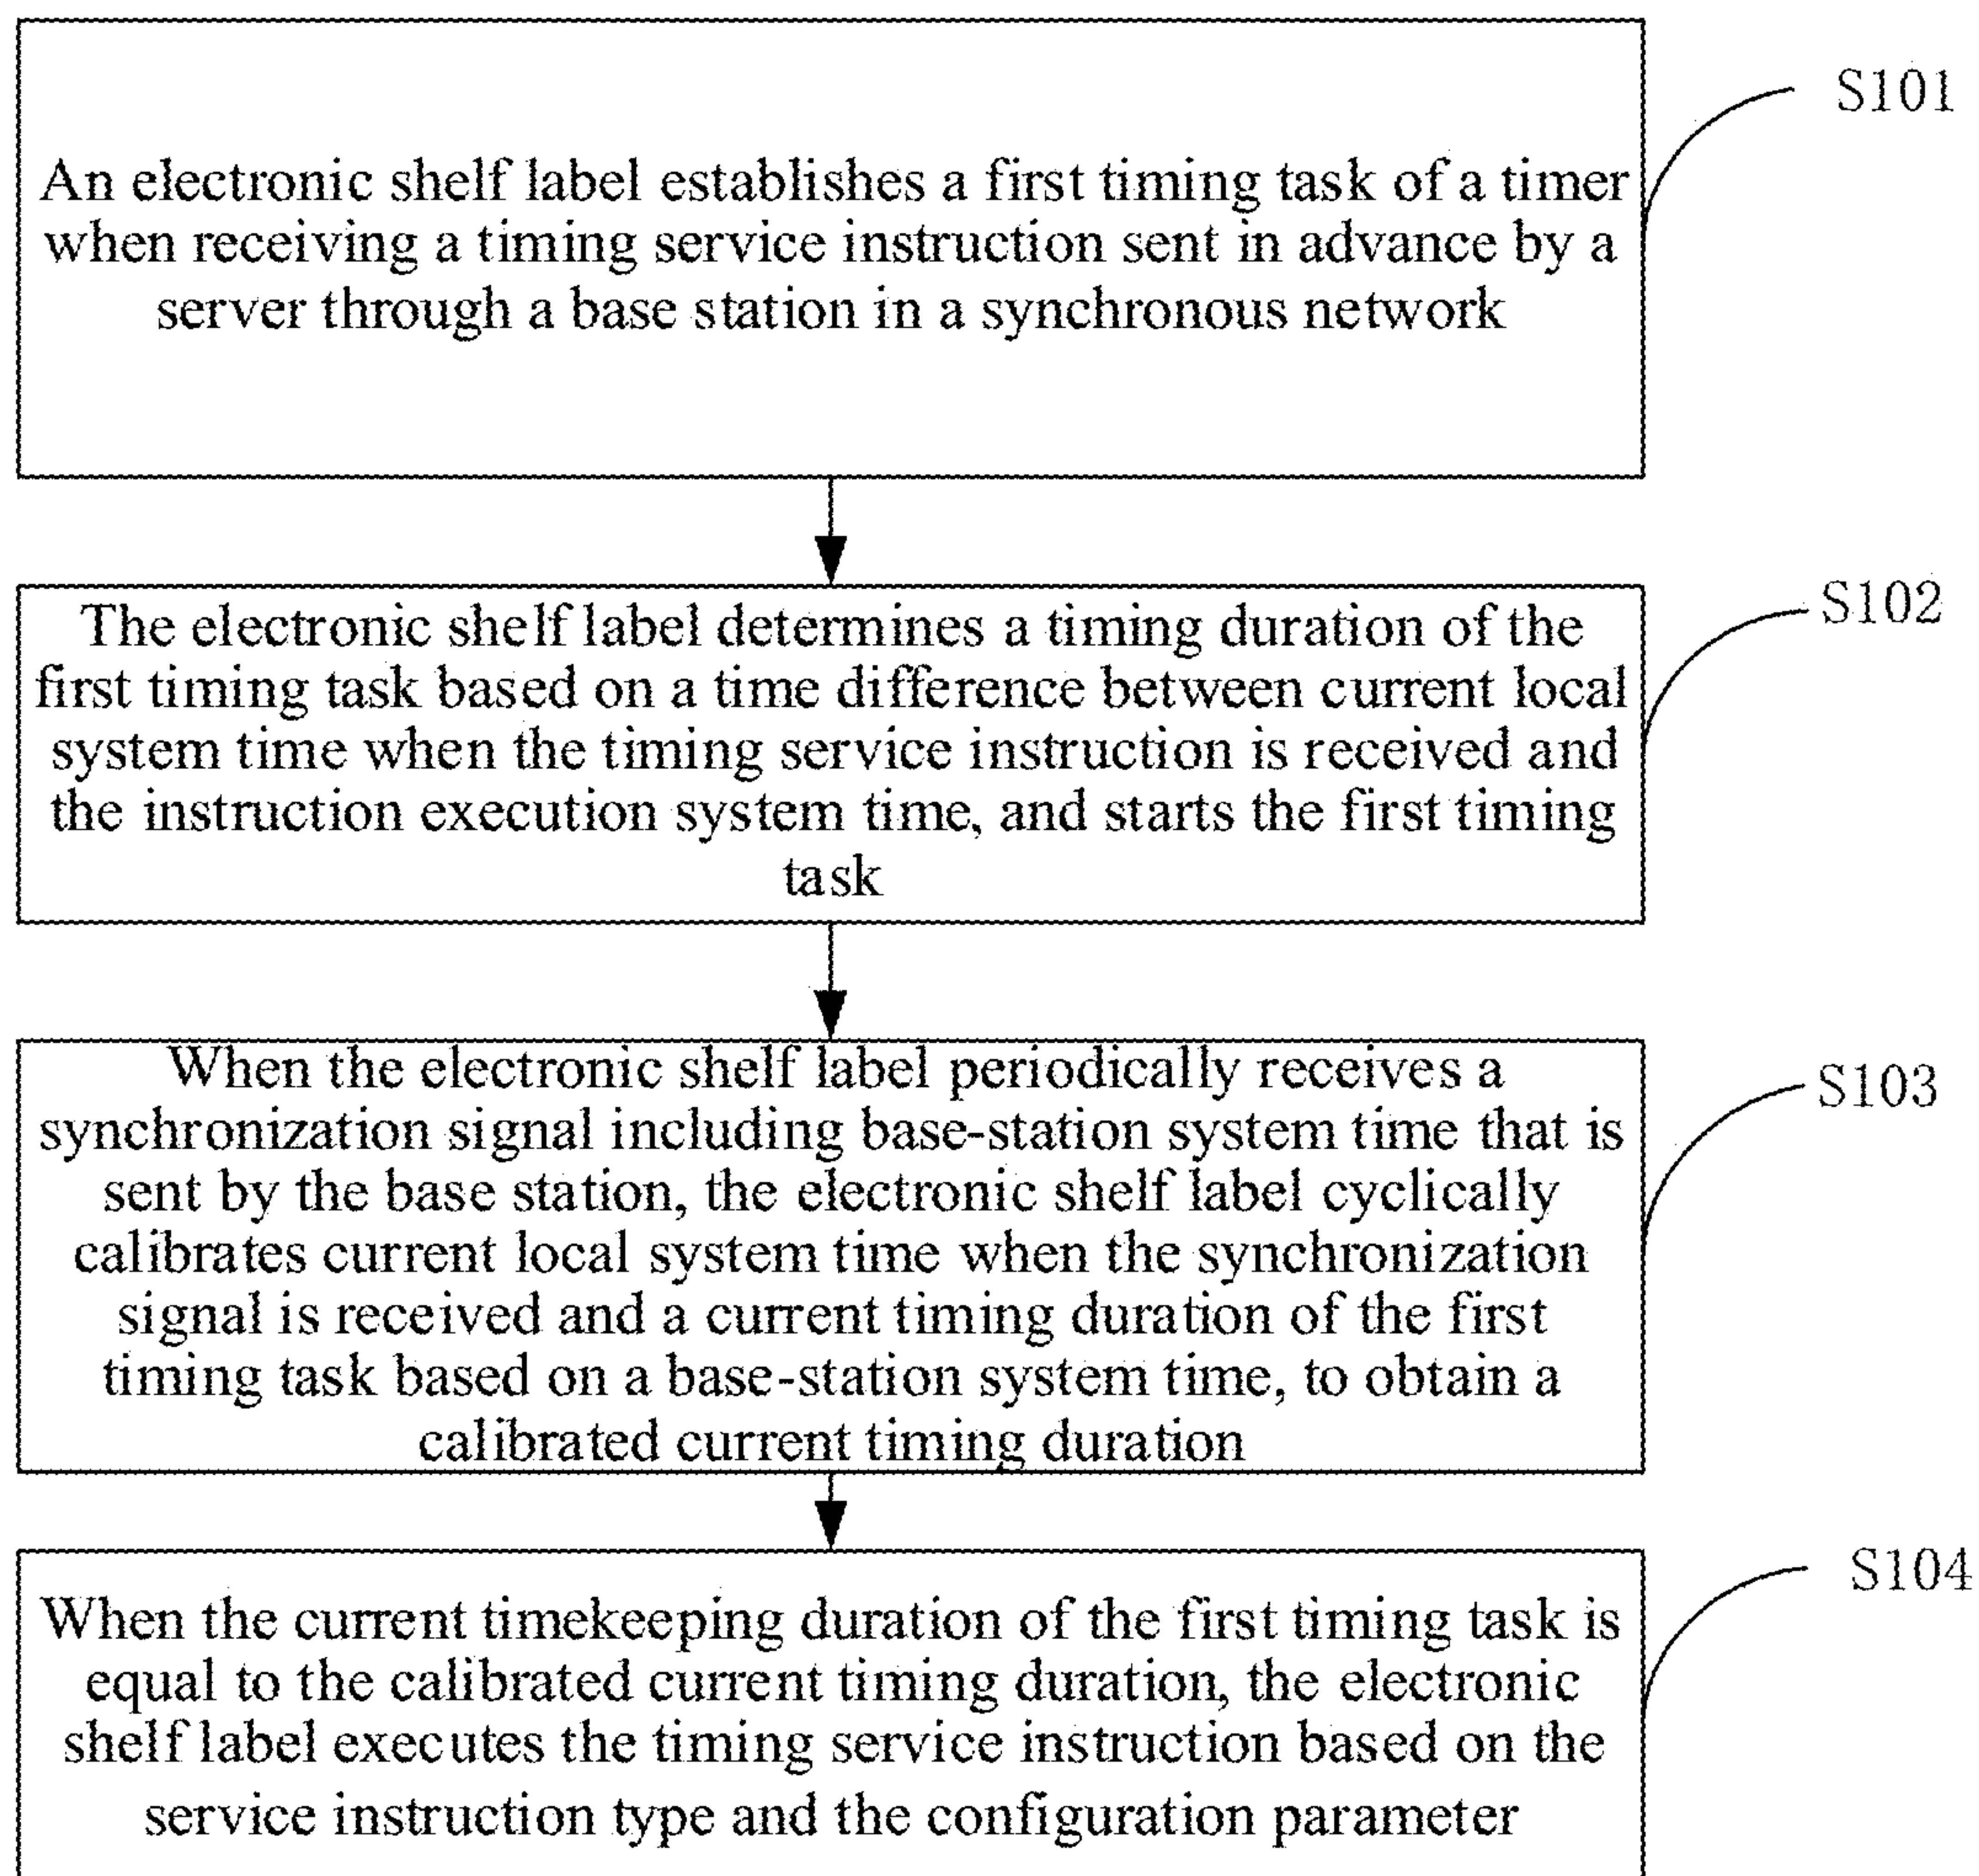 S101
An electronic shelf label establishes a first timing task of a timer
when receiving a timing service instruction sent in advance by a
server through a base station in a synchronous network
S102
The electronic shelf label determines a timing duration of the
first timing task based on a time difference between current local
system time when the timing service instruction is received and
the instruction execution system time, and starts the first timing
task
S103
When the electronic shelf label periodically receives a
synchronization signal including base-station system time that is
sent by the base station, the electronic shelf label cyclically
calibrates current local system time when the synchronization
signal is received and a current timing duration of the first
timing task based on a base-station system time, to obtain a
calibrated current timing duration
S104
When the current timekeeping duration of the first timing task is
equal to the calibrated current timing duration, the electronic
shelf label executes the timing service instruction based on the
service instruction type and the configuration parameter